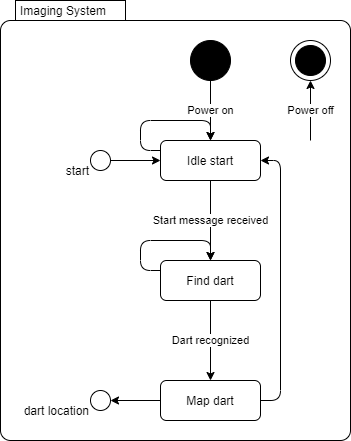 Imaging System
Power on
Power off
Idle start
start
Start message received
Find dart
Dart recognized
Map dart
dart location